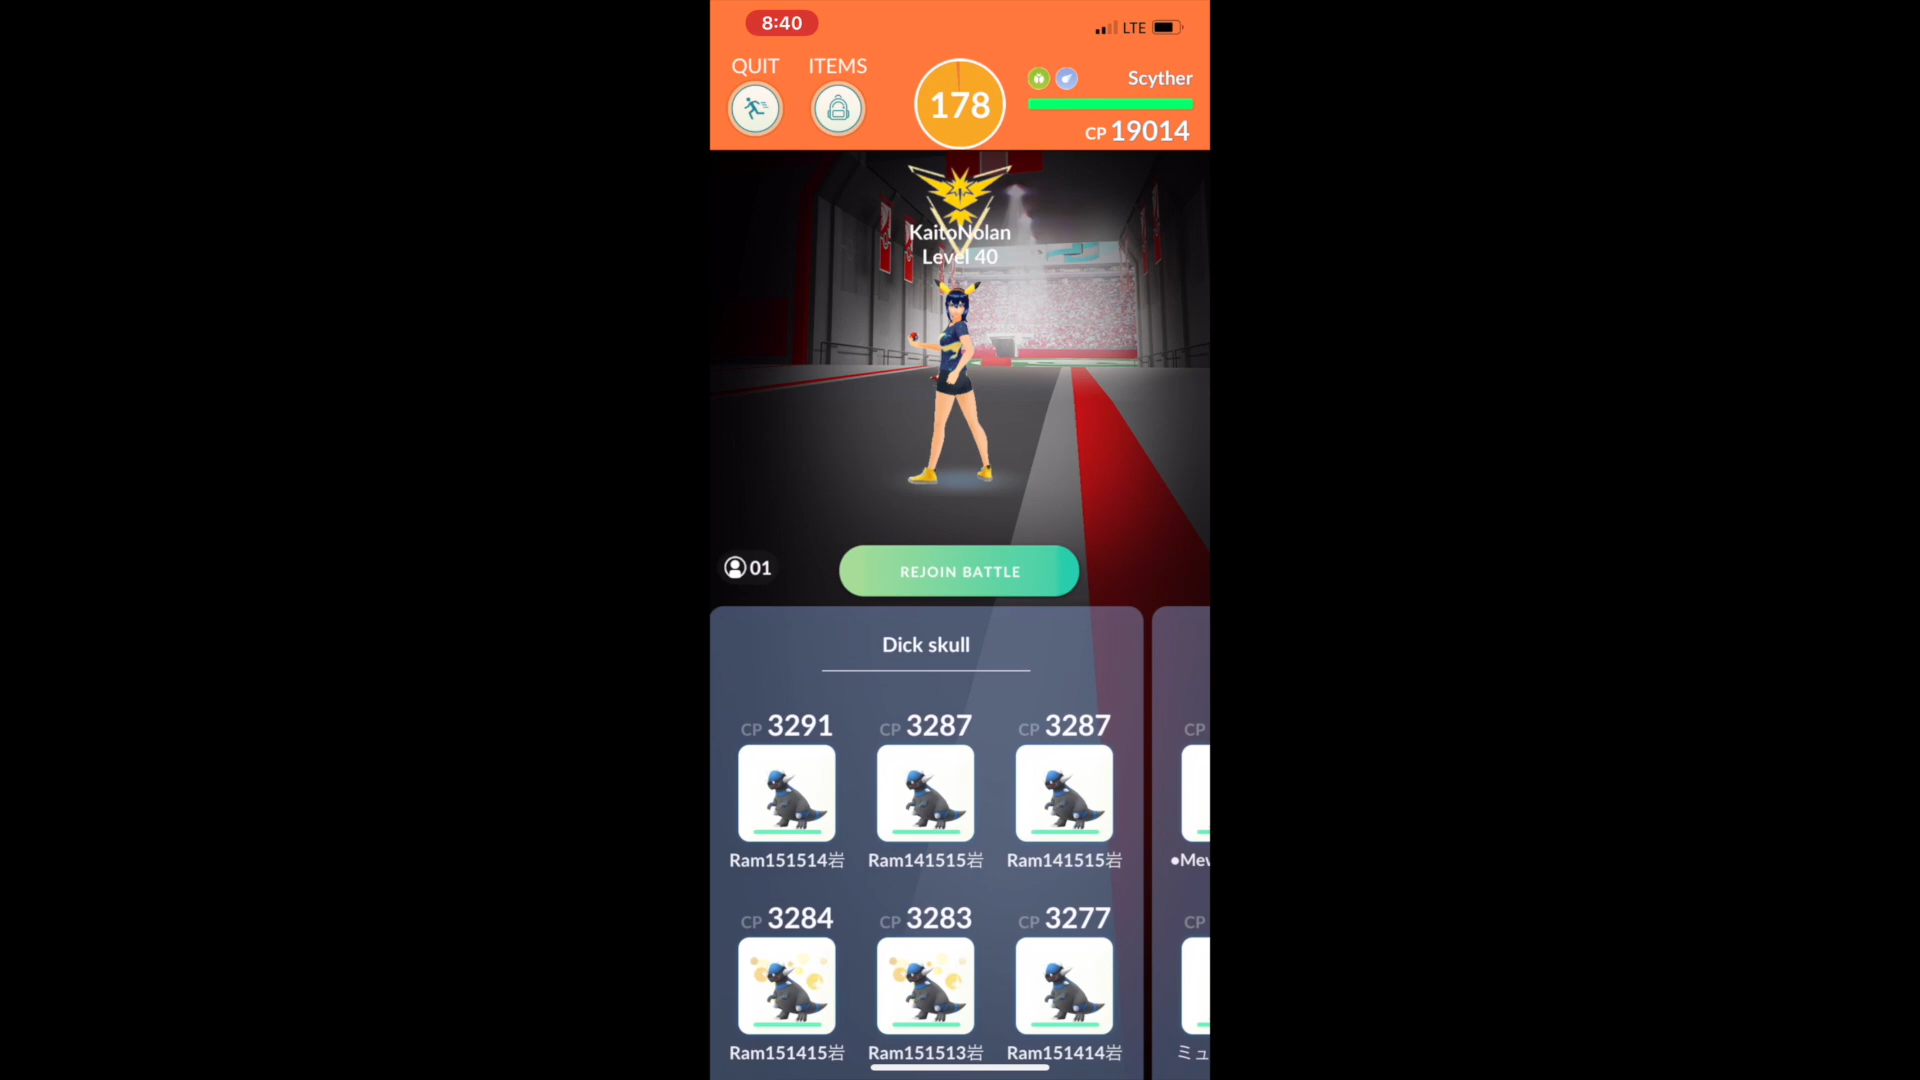 8:40
LTE
QUIT ITEMS
178
Scyther
CP 19014
KaitoNolan
Level 40
01
REJOIN BATTLE
Dick skull
CP 3291 CP 3287 CP 3287 CP
Ram151514岩 Ram141515岩 Ram141515岩 •Mew
CP 3284 CP 3283 CP 3277 CP
Ram151415岩 Ram151513岩 Ram151414岩 ミュ